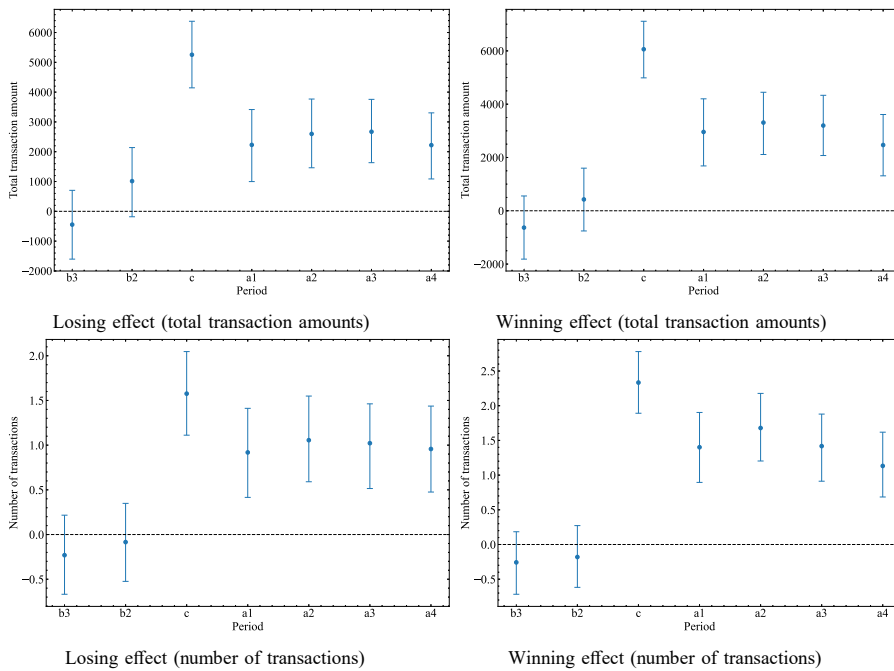 Total transaction amount
6000
5000
4000
3000
2000
1000
0
−1000
−2000
b3 b2 c a1 a2 a3 a4
Period
Losing effect (total transaction amounts)
Total transaction amount
6000
4000
2000
0
−2000
b3 b2 c a1 a2 a3 a4
Period
Winning effect (total transaction amounts)
Number of transactions
2.0
1.5
1.0
0.5
0.0
−0.5
b3 b2 c a1 a2 a3 a4
Period
Losing effect (number of transactions)
Number of transactions
2.5
2.0
1.5
1.0
0.5
0.0
−0.5
b3 b2 c a1 a2 a3 a4
Period
Winning effect (number of transactions)